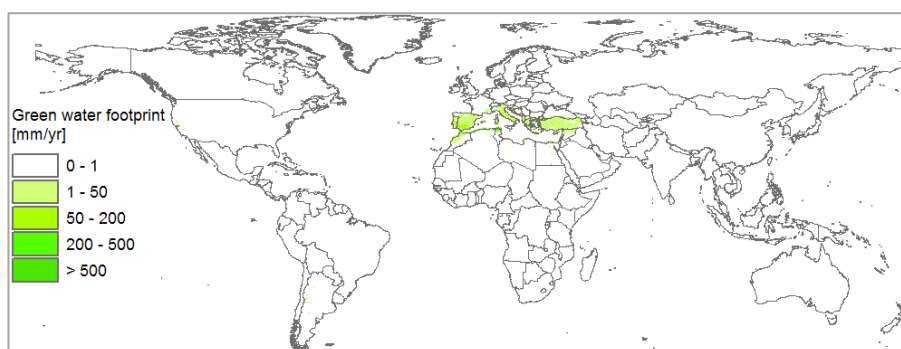 Green water footprint
[mm/yr]
0 - 1
1 - 50
50 - 200
200 - 500
> 500